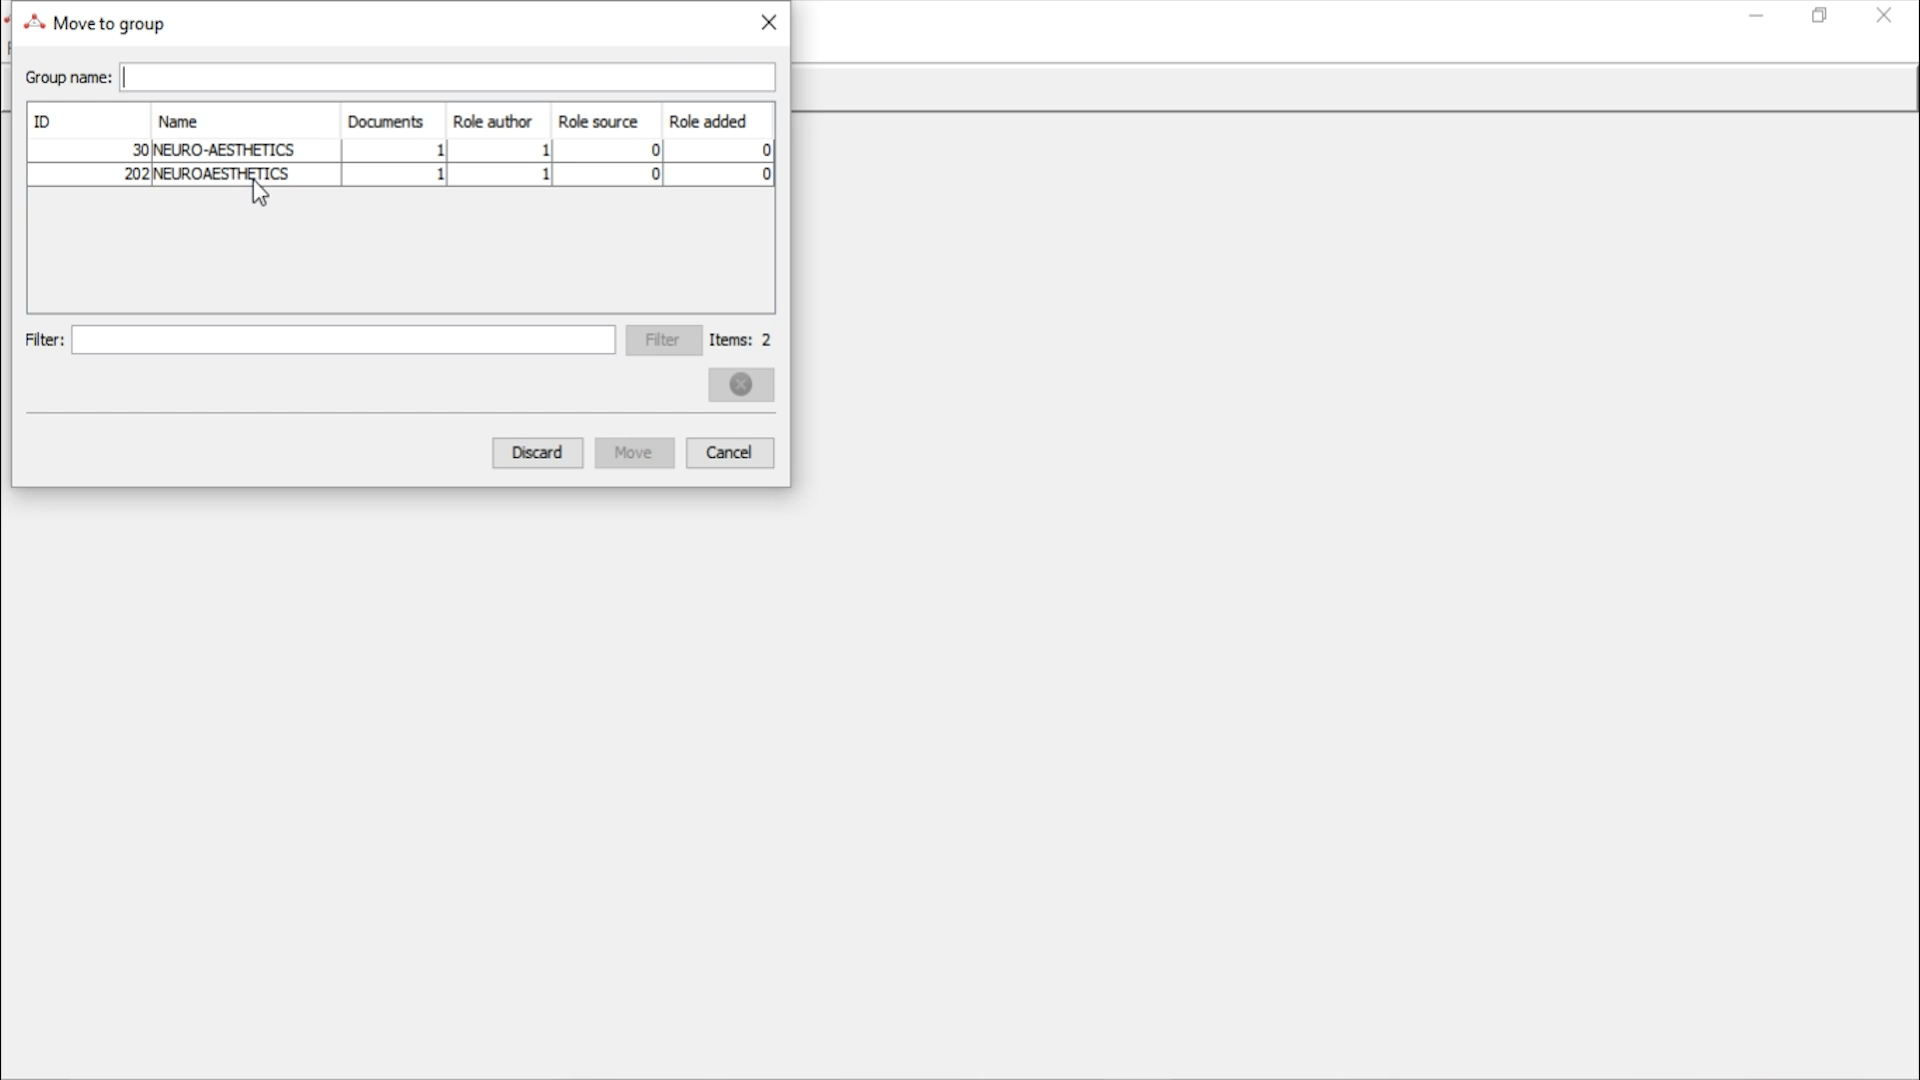 Move to group
Group name:
ID Name Documents Role author Role source Role added
30 NEURO-AESTHETICS 1 1 0 0
202 NEUROAESTHETICS 1 1 0 0
Filter: Filter Items: 2
Discard Move Cancel